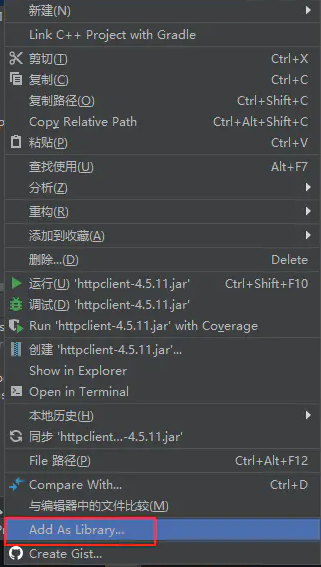 新建(N)
Link C++ Project with Gradle
剪切(T) Ctrl+X
复制(C) Ctrl+C
复制路径(O) Ctrl+Shift+C
Copy Relative Path Ctrl+Alt+Shift+C
粘贴(P) Ctrl+V
查找使用(U) Alt+F7
分析(Z)
重构(R)
添加到收藏(A)
删除...(D) Delete
运行(U) 'httpclient-4.5.11.jar' Ctrl+Shift+F10
调试(D) 'httpclient-4.5.11.jar'
Run 'httpclient-4.5.11.jar' with Coverage
创建 'httpclient-4.5.11.jar'...
Show in Explorer
Open in Terminal
本地历史(H)
同步 'httpclient...-4.5.11.jar'
File 路径(P) Ctrl+Alt+F12
Compare With... Ctrl+D
与编辑器中的文件比较(M)
Add As Library...
Create Gist...